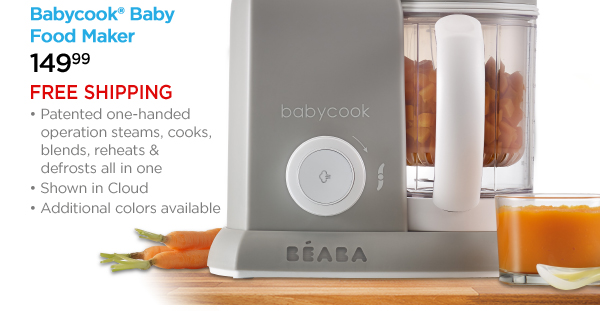 Babycook® Baby
Food Maker
149⁹⁹
FREE SHIPPING
• Patented one-handed
operation steams, cooks,
blends, reheats &
defrosts all in one
• Shown in Cloud
• Additional colors available
babycook
BÉABA